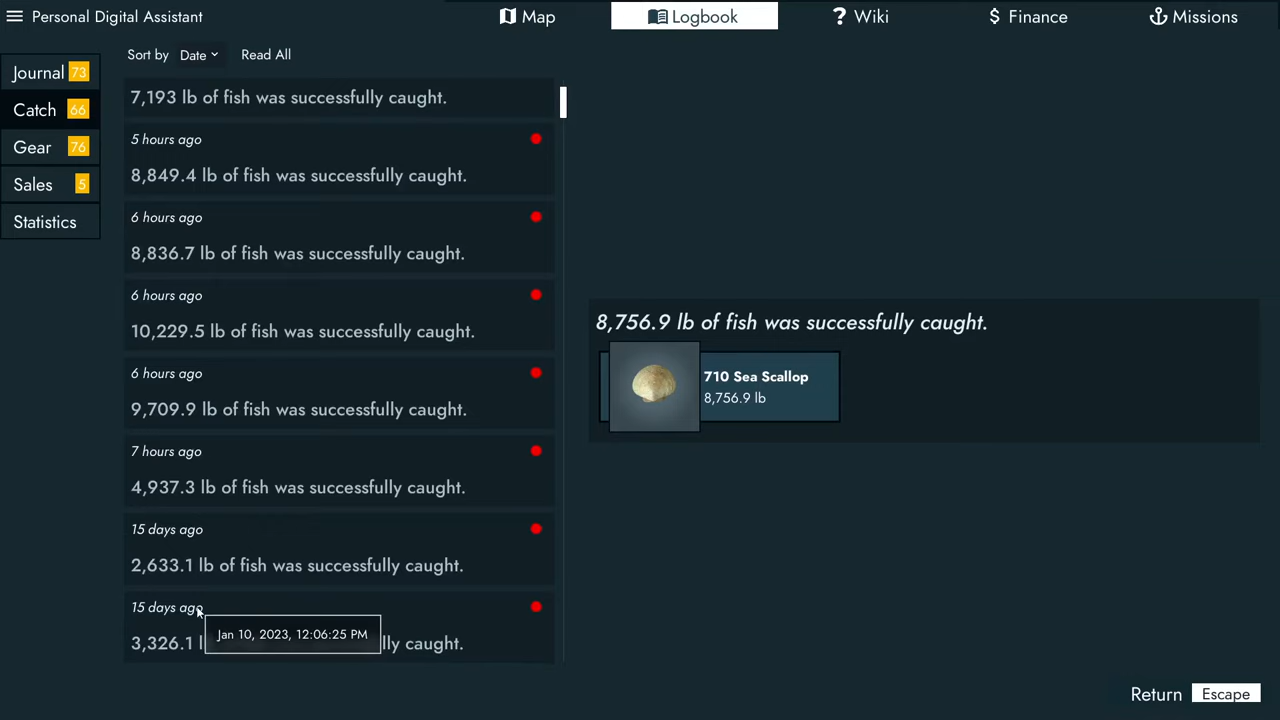 Personal Digital Assistant
Map
Logbook
? Wiki
$ Finance
Missions
Sort by Date
Read All
Journal 73
Catch 66
Gear 76
Sales 5
Statistics
7,193 lb of fish was successfully caught.
5 hours ago
8,849.4 lb of fish was successfully caught.
6 hours ago
8,836.7 lb of fish was successfully caught.
6 hours ago
10,229.5 lb of fish was successfully caught.
6 hours ago
9,709.9 lb of fish was successfully caught.
7 hours ago
4,937.3 lb of fish was successfully caught.
15 days ago
2,633.1 lb of fish was successfully caught.
15 days ago
Jan 10, 2023, 12:06:25 PM
3,326.1 l lly caught.
8,756.9 lb of fish was successfully caught.
710 Sea Scallop
8,756.9 lb
Return Escape